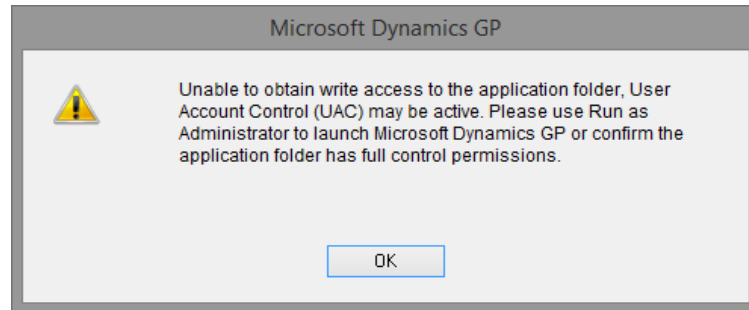 Microsoft Dynamics GP
Unable to obtain write access to the application folder, User
Account Control (UAC) may be active. Please use Run as
Administrator to launch Microsoft Dynamics GP or confirm the
application folder has full control permissions.
OK